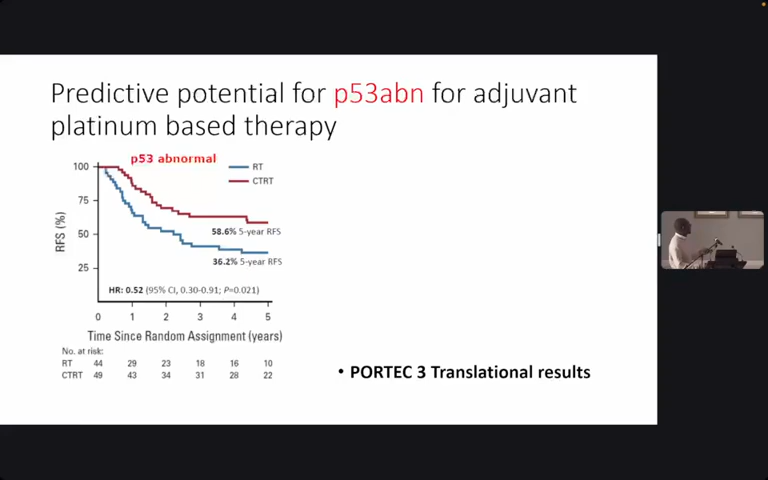 Predictive potential for p53abn for adjuvant
platinum based therapy
p53 abnormal
RT
CTRT
100
75
50
25
RFS (%)
58.6% 5-year RFS
36.2% 5-year RFS
HR: 0.52 (95% CI, 0.30-0.91; P=0.021)
0 1 2 3 4 5
Time Since Random Assignment (years)
No. at risk:
RT 44 29 23 18 16 10
CTRT 49 43 34 31 28 22
• PORTEC 3 Translational results